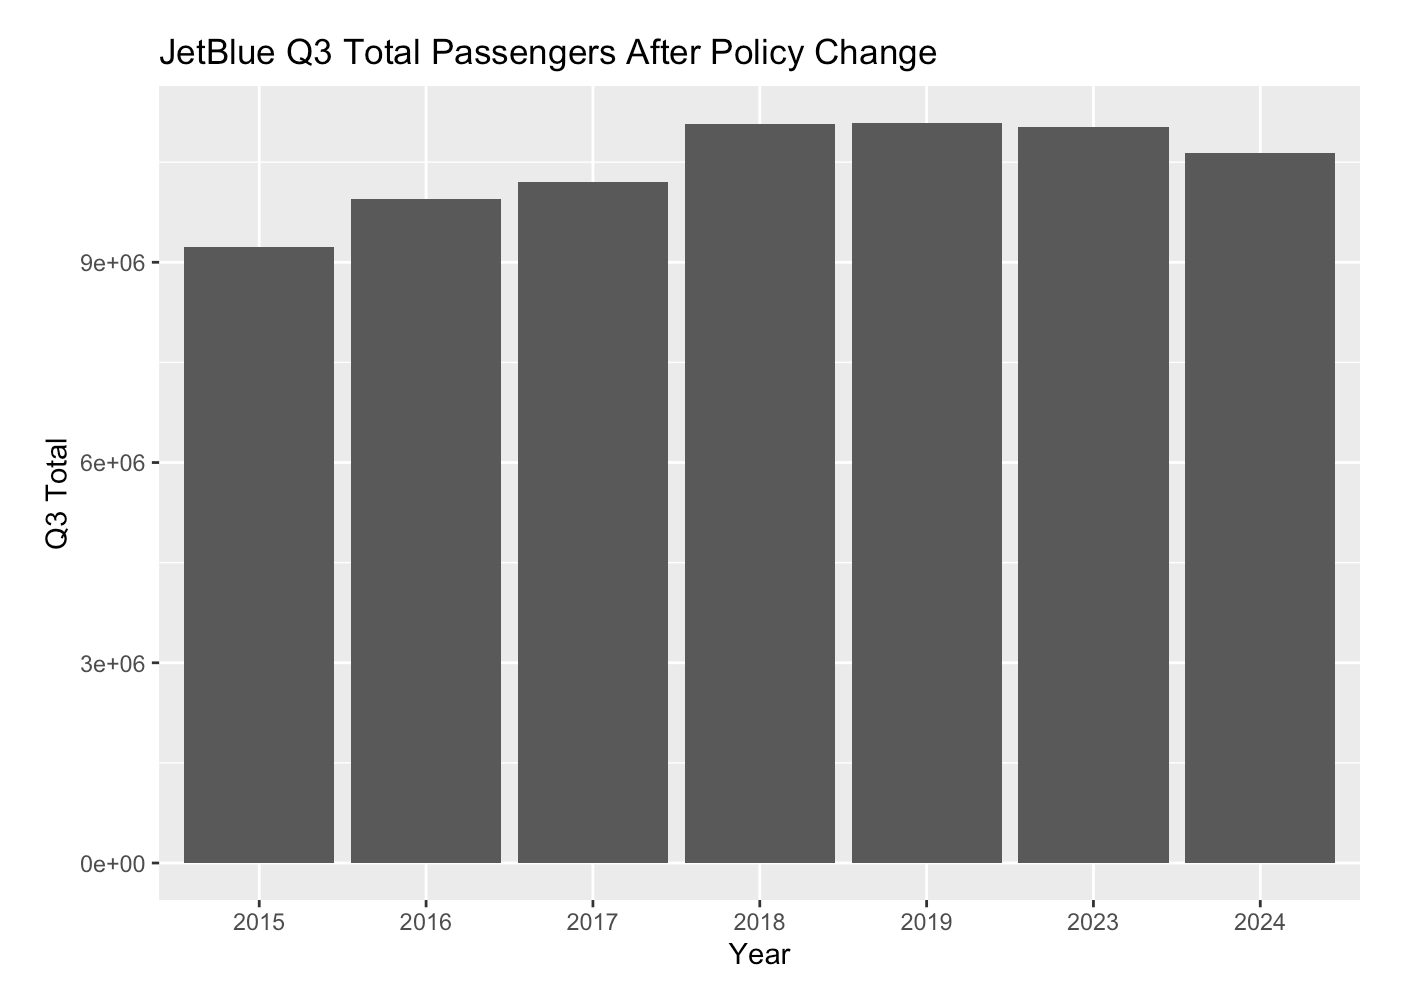 JetBlue Q3 Total Passengers After Policy Change
Q3 Total
9e+06
6e+06
3e+06
0e+00
2015 2016 2017 2018 2019 2023 2024
Year